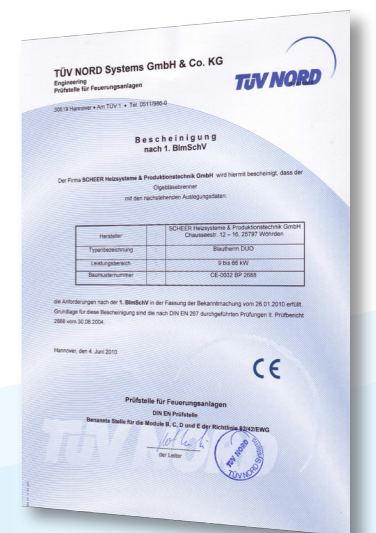 TÜV NORD Systems GmbH & Co. KG
Engineering
Prüfstelle für Feuerungsanlagen
TÜV NORD
30519 Hannover • Am TÜV 1 • Tel. 0511/986-0
Bescheinigung
nach 1. BImSchV
Der Firma SCHEER Heizsysteme & Produktionstechnik GmbH wird hiermit bescheinigt, dass der
Ölgebläsebrenner
mit den nachstehenden Auslegungsdaten:
Hersteller SCHEER Heizsysteme & Produktionstechnik GmbH
Chausseestr. 12 – 16, 25797 Wöhrden
Typenbezeichnung Blautherm DUO
Leistungsbereich 9 bis 66 kW
Baumusternummer CE-0032 BP 2688
die Anforderungen nach der 1. BImSchV in der Fassung der Bekanntmachung vom 26.01.2010 erfüllt.
Grundlage für diese Bescheinigung sind die nach DIN EN 267 durchgeführten Prüfungen lt. Prüfbericht
2688 vom 30.08.2004.
Hannover, den 4. Juni 2010
CE
Prüfstelle für Feuerungsanlagen
DIN EN Prüfstelle
Benannte Stelle für die Module B, C, D und E der Richtlinie 92/42/EWG
der Leiter
TÜV NORD Systems
TÜV NORD